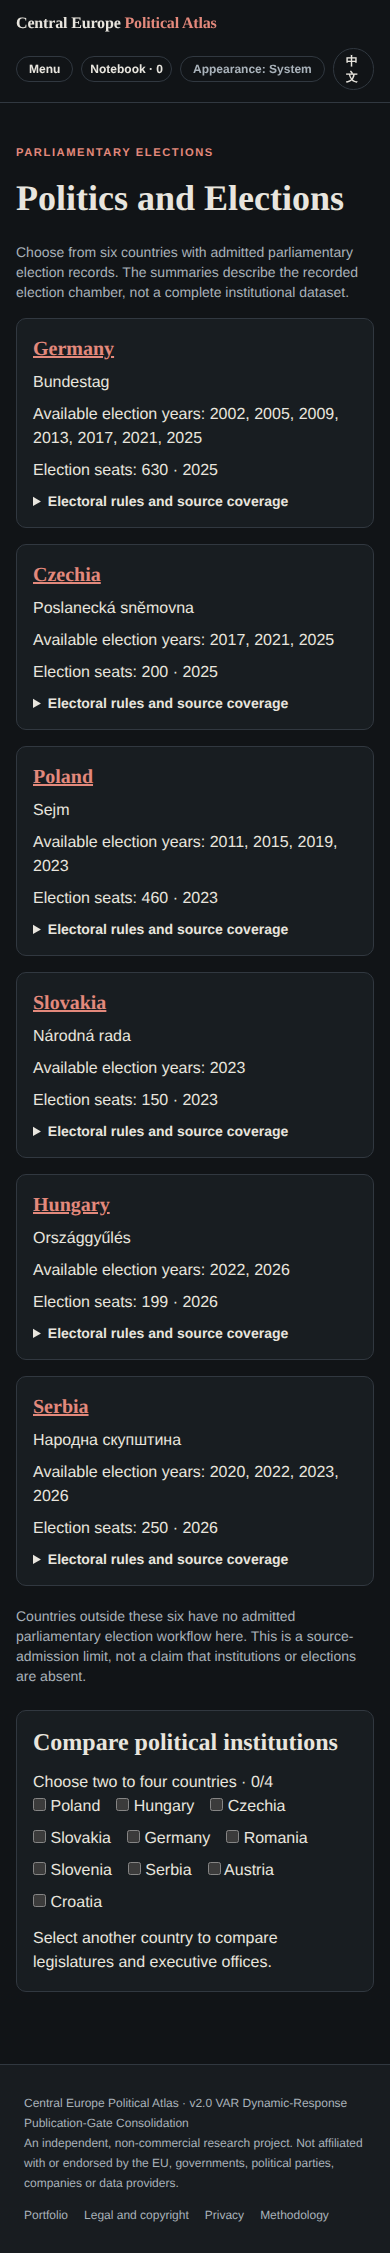 Central Europe Political Atlas
Menu
Notebook · 0
Appearance: System
中
文
PARLIAMENTARY ELECTIONS
Politics and Elections
Choose from six countries with admitted parliamentary
election records. The summaries describe the recorded
election chamber, not a complete institutional dataset.
Germany
Bundestag
Available election years: 2002, 2005, 2009,
2013, 2017, 2021, 2025
Election seats: 630 · 2025
Electoral rules and source coverage
Czechia
Poslanecká sněmovna
Available election years: 2017, 2021, 2025
Election seats: 200 · 2025
Electoral rules and source coverage
Poland
Sejm
Available election years: 2011, 2015, 2019,
2023
Election seats: 460 · 2023
Electoral rules and source coverage
Slovakia
Národná rada
Available election years: 2023
Election seats: 150 · 2023
Electoral rules and source coverage
Hungary
Országgyűlés
Available election years: 2022, 2026
Election seats: 199 · 2026
Electoral rules and source coverage
Serbia
Народна скупштина
Available election years: 2020, 2022, 2023,
2026
Election seats: 250 · 2026
Electoral rules and source coverage
Countries outside these six have no admitted
parliamentary election workflow here. This is a source-
admission limit, not a claim that institutions or elections
are absent.
Compare political institutions
Choose two to four countries · 0/4
Poland Hungary Czechia
Slovakia Germany Romania
Slovenia Serbia Austria
Croatia
Select another country to compare
legislatures and executive offices.
Central Europe Political Atlas · v2.0 VAR Dynamic-Response
Publication-Gate Consolidation
An independent, non-commercial research project. Not affiliated
with or endorsed by the EU, governments, political parties,
companies or data providers.
Portfolio Legal and copyright Privacy Methodology